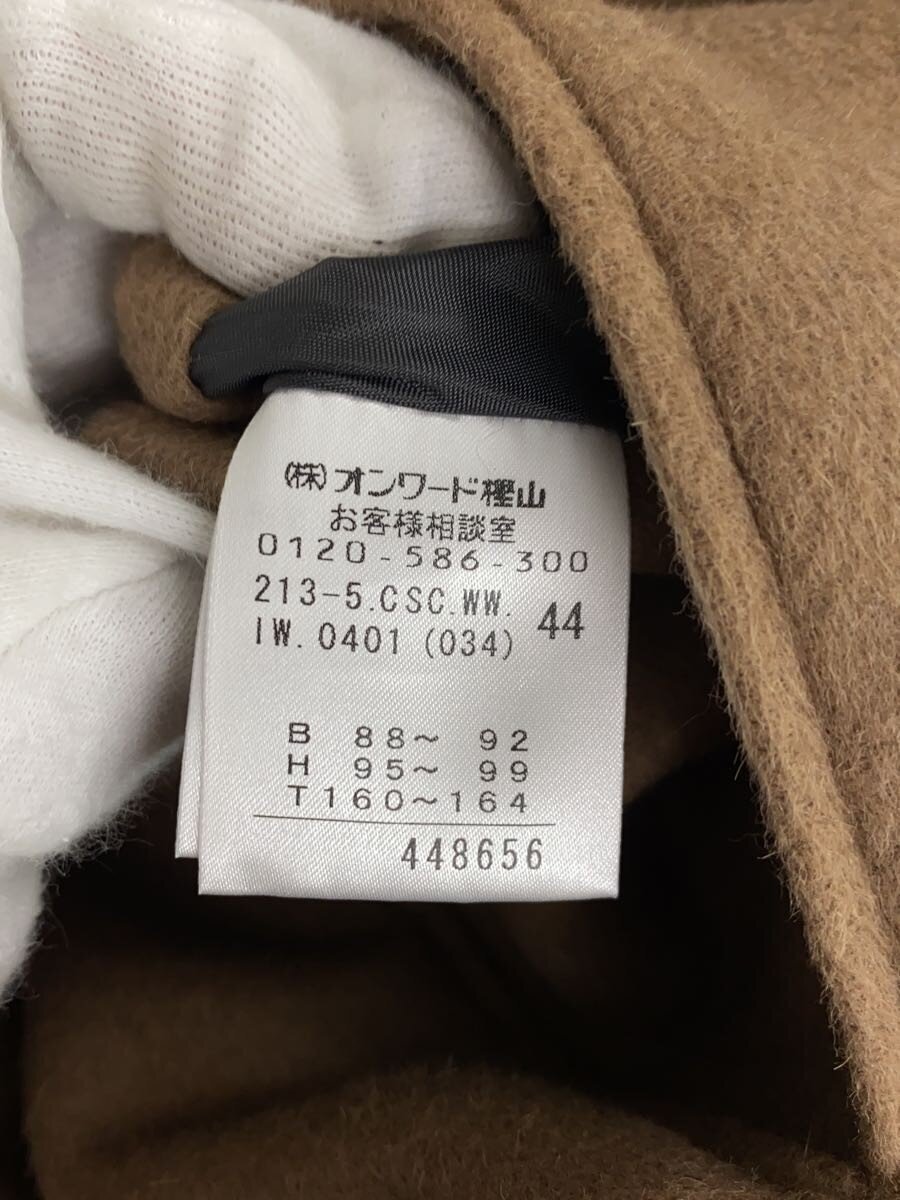 (株)オンワード樫山
お客様相談室
0120-586-300
213-5.CSC.WW. 44
IW.0401 (034)
B 88～ 92
H 95～ 99
T160～164
448656